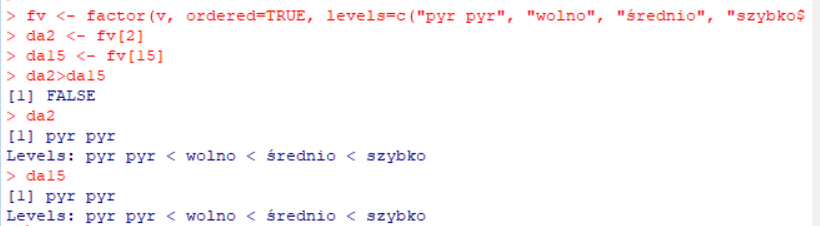 > fv <- factor(v, ordered=TRUE, levels=c("pyr pyr", "wolno", "średnio", "szybko$
> da2 <- fv[2]
> da15 <- fv[15]
> da2>da15
[1] FALSE
> da2
[1] pyr pyr
Levels: pyr pyr < wolno < średnio < szybko
> da15
[1] pyr pyr
Levels: pyr pyr < wolno < średnio < szybko